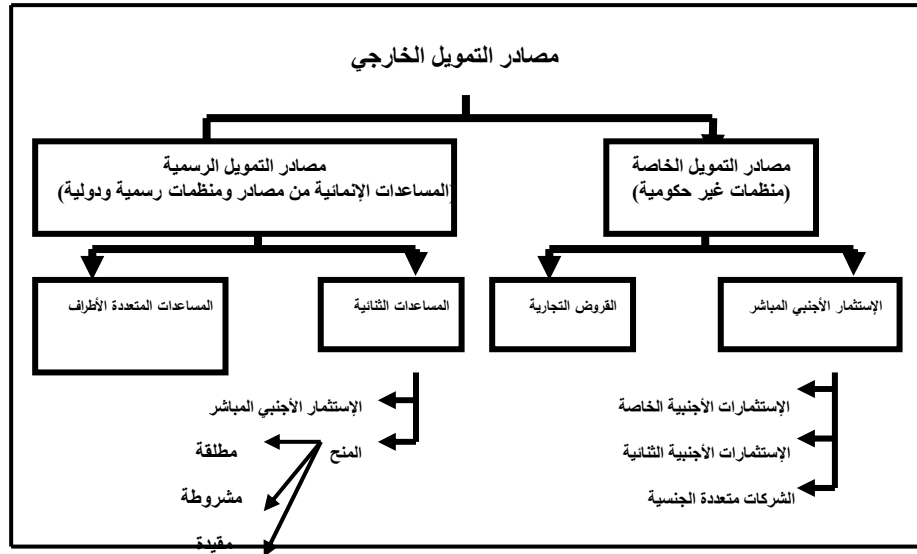 مصادر التمويل الخارجي
مصادر التمويل الخاصة
(منظمات غير حكومية)
مصادر التمويل الرسمية
(المساعدات الإنمائية من مصادر ومنظمات رسمية ودولية)
الإستثمار الأجنبي المباشر
القروض التجارية
المساعدات الثنائية
المساعدات المتعددة الأطراف
الإستثمارات الأجنبية الخاصة
الإستثمارات الأجنبية الثنائية
الشركات متعددة الجنسية
الإستثمار الأجنبي المباشر
المنح
مطلقة
مشروطة
مقيدة